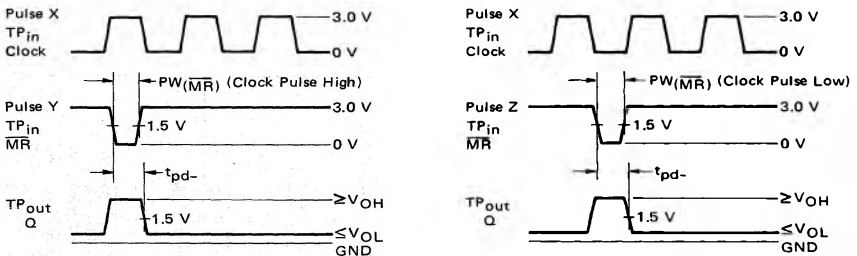 Pulse X
TPin
Clock
3.0 V
0 V
PW(MR) (Clock Pulse High)
Pulse Y
TPin
MR
3.0 V
1.5 V
0 V
tpd-
TPout
Q
≥VOH
1.5 V
≤VOL
GND
Pulse X
TPin
Clock
3.0 V
0 V
PW(MR) (Clock Pulse Low)
Pulse Z
TPin
MR
3.0 V
1.5 V
0 V
tpd-
TPout
Q
≥VOH
1.5 V
≤VOL
GND